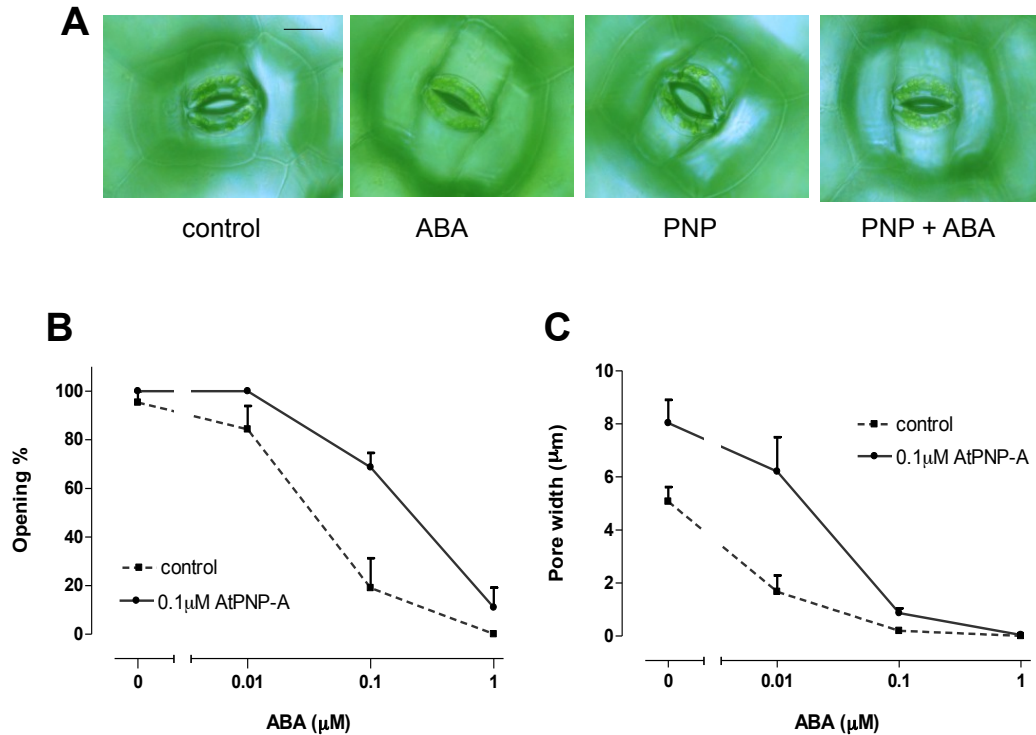 A
control
ABA
PNP
PNP + ABA
B
Opening %
100
80
60
40
20
0
control
0.1μM AtPNP-A
0
0.01
0.1
1
ABA (μM)
C
Pore width (μm)
10
8
6
4
2
0
control
0.1μM AtPNP-A
0
0.01
0.1
1
ABA (μM)